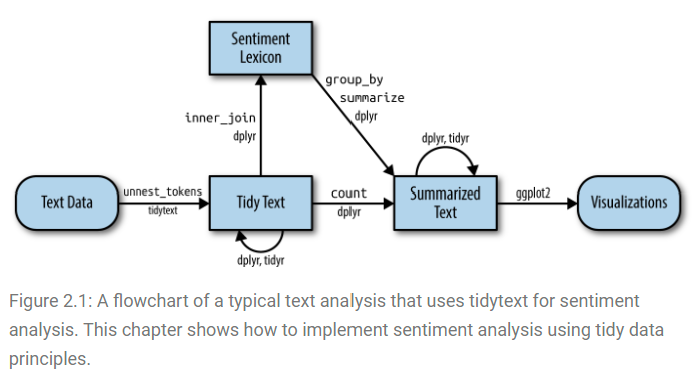 Sentiment
Lexicon
group_by
summarize
dplyr
inner_join
dplyr
dplyr, tidyr
Text Data
unnest_tokens
tidytext
Tidy Text
count
dplyr
Summarized
Text
ggplot2
Visualizations
dplyr, tidyr
Figure 2.1: A flowchart of a typical text analysis that uses tidytext for sentiment
analysis. This chapter shows how to implement sentiment analysis using tidy data
principles.